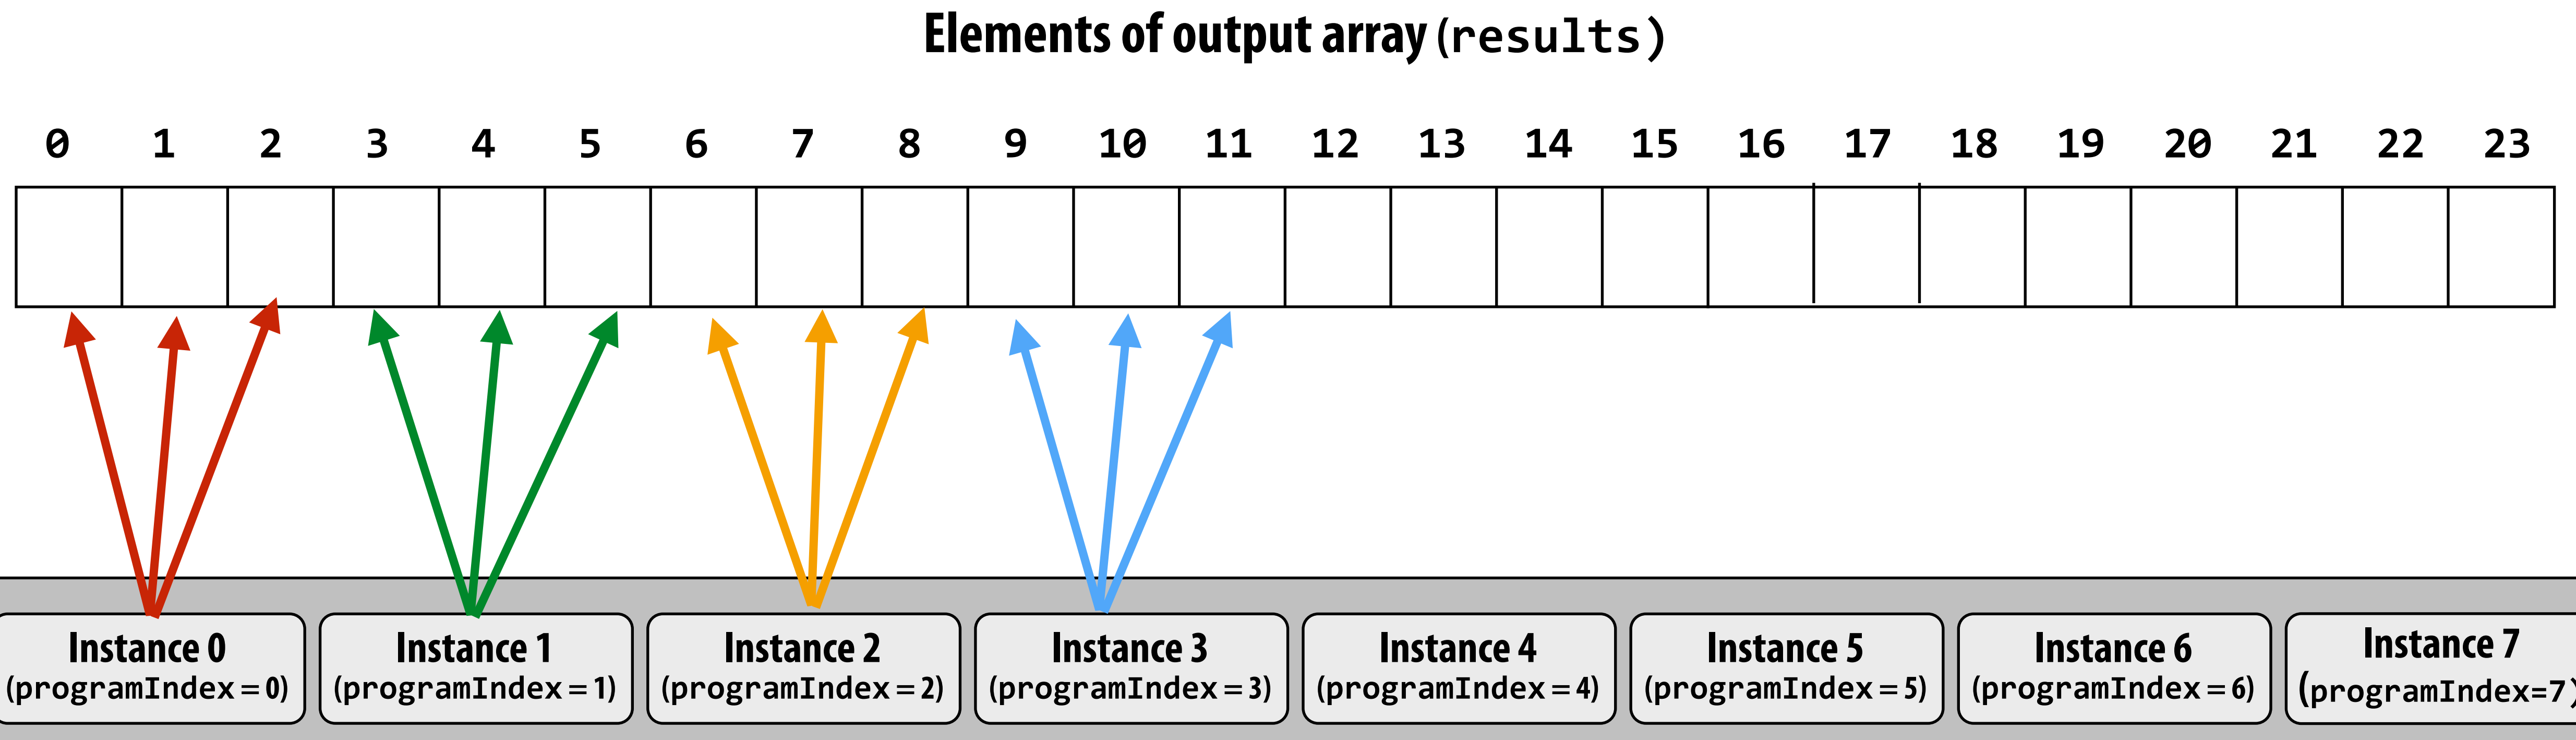 Elements of output array (results)
0 1 2 3 4 5 6 7 8 9 10 11 12 13 14 15 16 17 18 19 20 21 22 23
Instance 0
(programIndex = 0)
Instance 1
(programIndex = 1)
Instance 2
(programIndex = 2)
Instance 3
(programIndex = 3)
Instance 4
(programIndex = 4)
Instance 5
(programIndex = 5)
Instance 6
(programIndex = 6)
Instance 7
(programIndex=7)